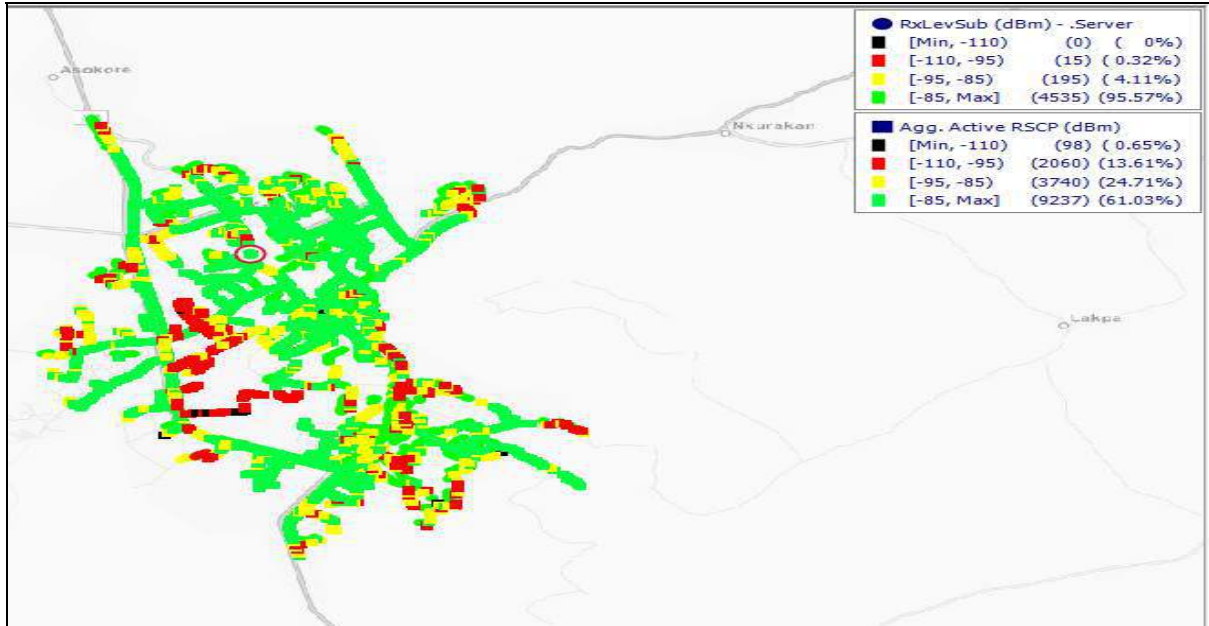 RxLevSub (dBm) - .Server
[Min, -110) (0) ( 0%)
[-110, -95) (15) ( 0.32%)
[-95, -85) (195) ( 4.11%)
[-85, Max] (4535) (95.57%)
Agg. Active RSCP (dBm)
[Min, -110) (98) ( 0.65%)
[-110, -95) (2060) (13.61%)
[-95, -85) (3740) (24.71%)
[-85, Max] (9237) (61.03%)
Asokore
Nkurakan
Lakpa